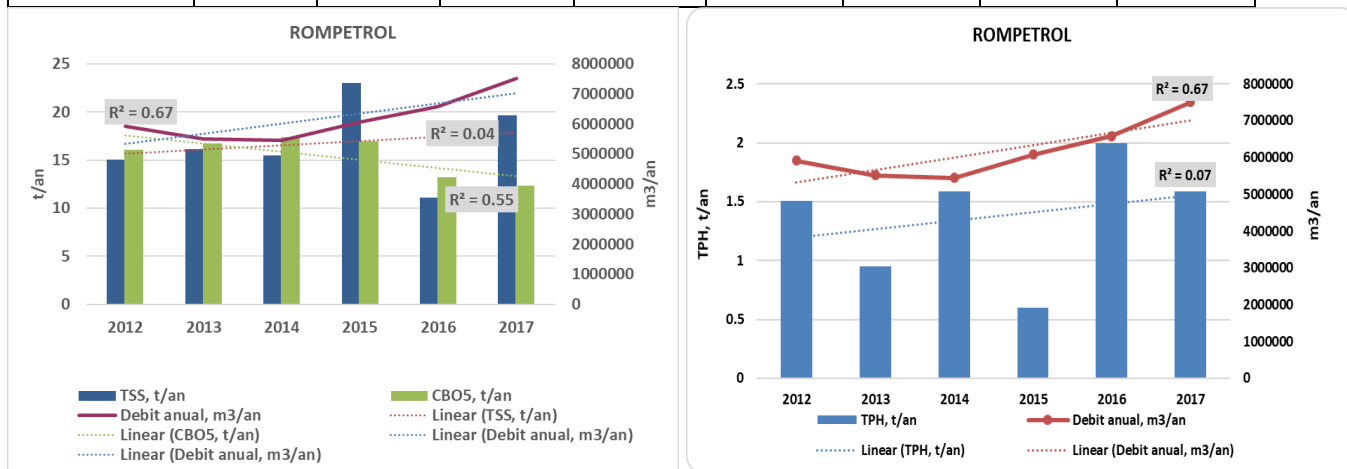 ROMPETROL
25
20
15
10
5
0
t/an
8000000
7000000
6000000
5000000
4000000
3000000
2000000
1000000
0
m3/an
R² = 0.67
R² = 0.04
R² = 0.55
2012 2013 2014 2015 2016 2017
TSS, t/an CBO5, t/an
Debit anual, m3/an Linear (TSS, t/an)
Linear (CBO5, t/an) Linear (Debit anual, m3/an)
Linear (Debit anual, m3/an)
ROMPETROL
2.5
2
1.5
1
0.5
0
TPH, t/an
8000000
7000000
6000000
5000000
4000000
3000000
2000000
1000000
0
m3/an
R² = 0.67
R² = 0.07
2012 2013 2014 2015 2016 2017
TPH, t/an Debit anual, m3/an
Linear (TPH, t/an) Linear (Debit anual, m3/an)